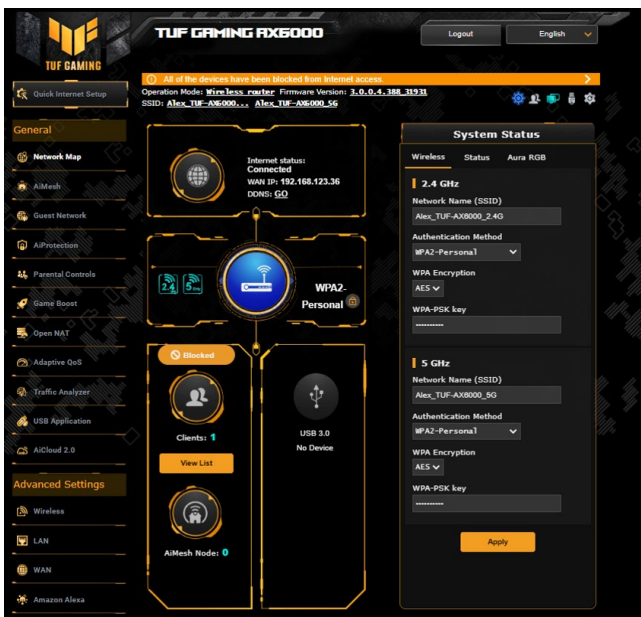 TUF GAMING
TUF GAMING AX6000
Logout
English
All of the devices have been blocked from Internet access.
Quick Internet Setup
Operation Mode: Wireless router Firmware Version: 3.0.0.4.388_31931
SSID: Alex_TUF-AX6000... Alex_TUF-AX6000_5G
General
Network Map
AiMesh
Guest Network
AiProtection
Parental Controls
Game Boost
Open NAT
Adaptive QoS
Traffic Analyzer
USB Application
AiCloud 2.0
Advanced Settings
Wireless
LAN
WAN
Amazon Alexa
Internet status:
Connected
WAN IP: 192.168.123.36
DDNS: GO
2.4
5
WPA2-
Personal
Blocked
Clients: 1
View List
AiMesh Node: 0
USB 3.0
No Device
System Status
Wireless Status Aura RGB
2.4 GHz
Network Name (SSID)
Alex_TUF-AX6000_2.4G
Authentication Method
WPA2-Personal
WPA Encryption
AES
WPA-PSK key
----------
5 GHz
Network Name (SSID)
Alex_TUF-AX6000_5G
Authentication Method
WPA2-Personal
WPA Encryption
AES
WPA-PSK key
----------
Apply